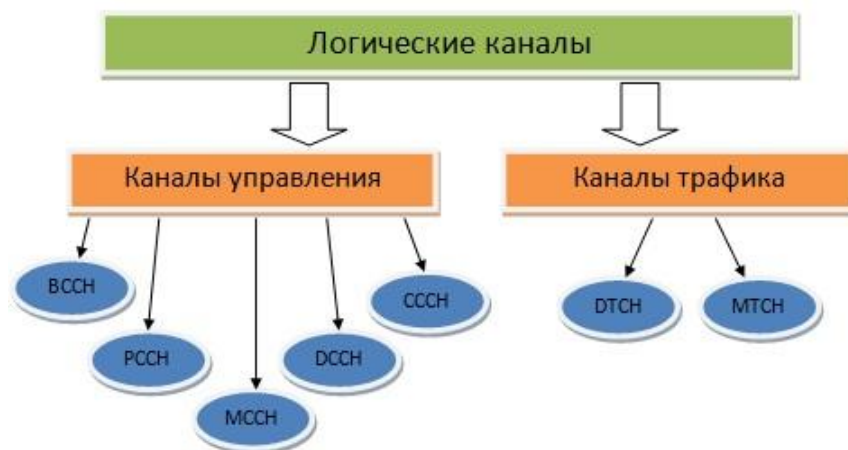 Логические каналы
Каналы управления
Каналы трафика
BCCH
CCCH
DTCH
MTCH
PCCH
DCCH
MCCH